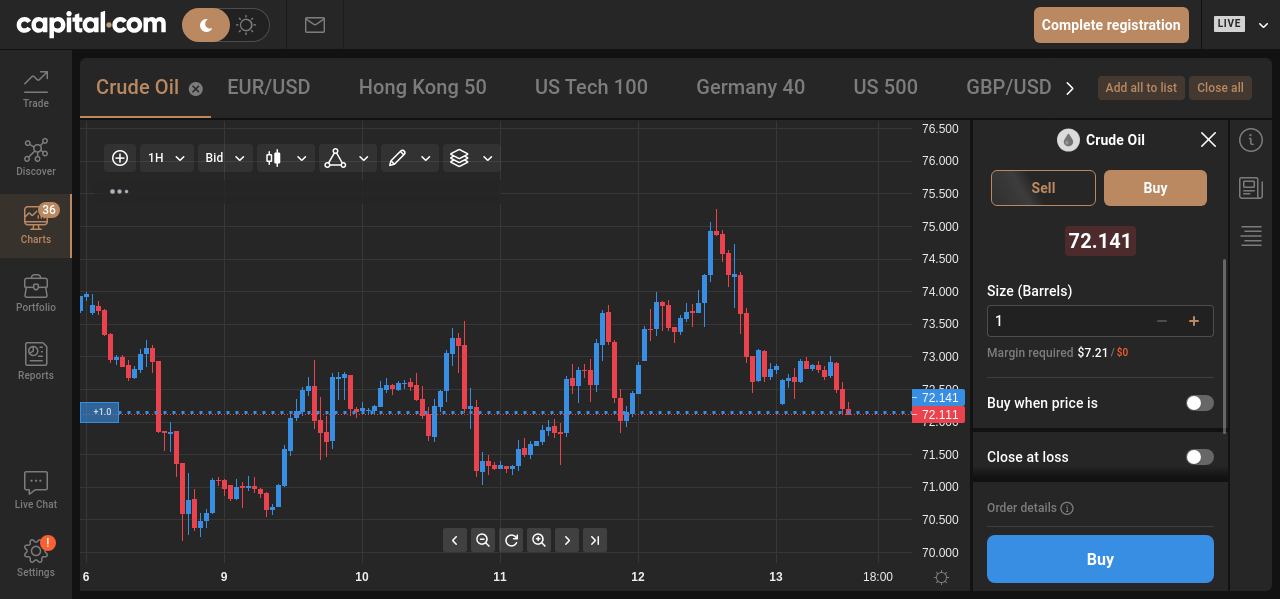 capital.com
Complete registration
LIVE
Trade
Discover
36
Charts
Portfolio
Reports
Live Chat
!
Settings
Crude Oil
EUR/USD
Hong Kong 50
US Tech 100
Germany 40
US 500
GBP/USD
Add all to list
Close all
1H
Bid
+1.0
76.500
76.000
75.500
75.000
74.500
74.000
73.500
73.000
72.500
72.141
72.111
72.000
71.500
71.000
70.500
70.000
6
9
10
11
12
13
18:00
Crude Oil
Sell
Buy
72.141
Size (Barrels)
1
Margin required $7.21 / $0
Buy when price is
Close at loss
Order details
Buy